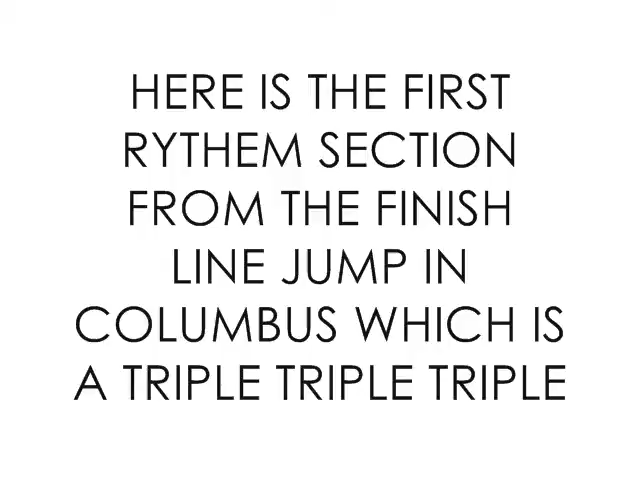 HERE IS THE FIRST
RYTHEM SECTION
FROM THE FINISH
LINE JUMP IN
COLUMBUS WHICH IS
A TRIPLE TRIPLE TRIPLE